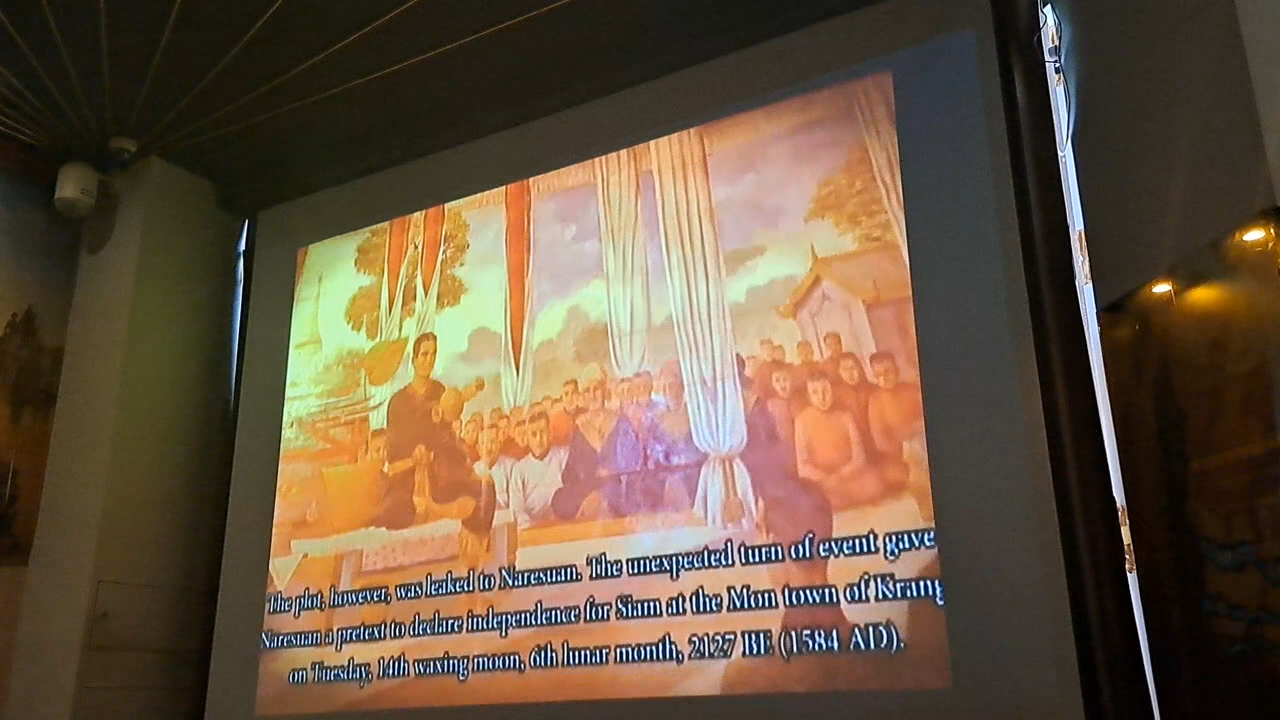 The plot, however, was leaked to Naresuan. The unexpected turn of event gave
Naresuan a pretext to declare independence for Siam at the Mon town of Krang
on Tuesday, 14th waxing moon, 6th lunar month, 2127 BE (1584 AD).